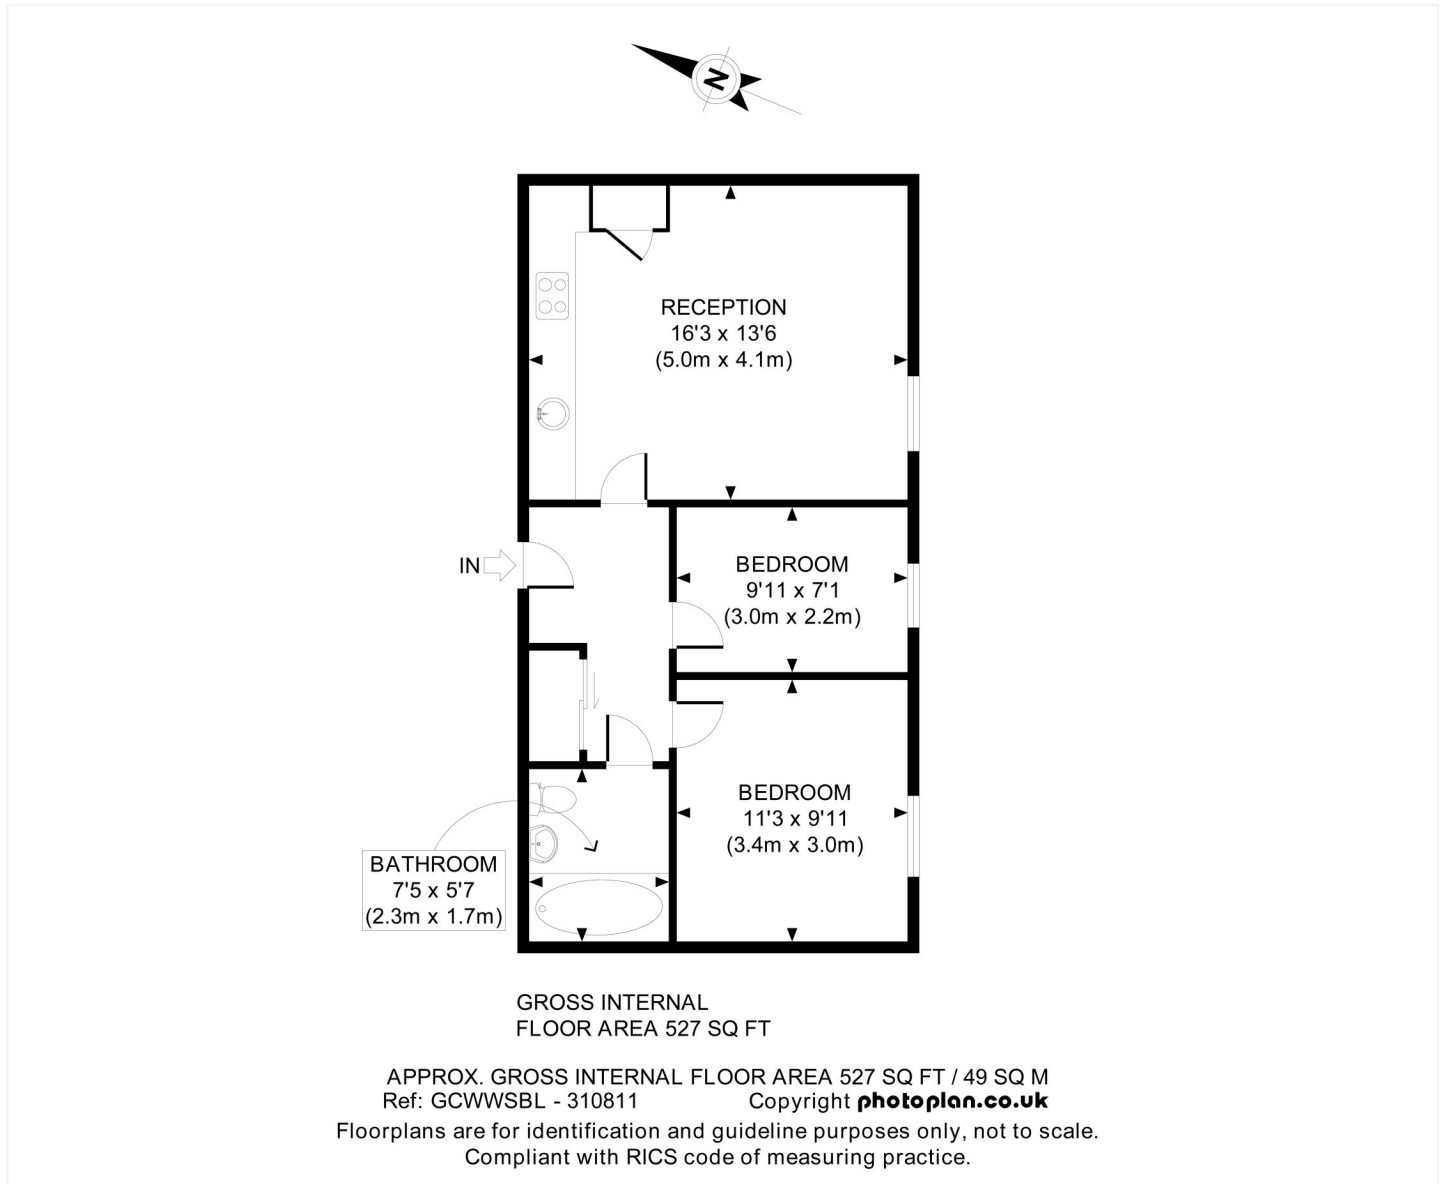 N
RECEPTION
16'3 x 13'6
(5.0m x 4.1m)
IN
BEDROOM
9'11 x 7'1
(3.0m x 2.2m)
BEDROOM
11'3 x 9'11
(3.4m x 3.0m)
BATHROOM
7'5 x 5'7
(2.3m x 1.7m)
GROSS INTERNAL
FLOOR AREA 527 SQ FT
APPROX. GROSS INTERNAL FLOOR AREA 527 SQ FT / 49 SQ M
Ref: GCWWSBL - 310811 Copyright photoplan.co.uk
Floorplans are for identification and guideline purposes only, not to scale.
Compliant with RICS code of measuring practice.